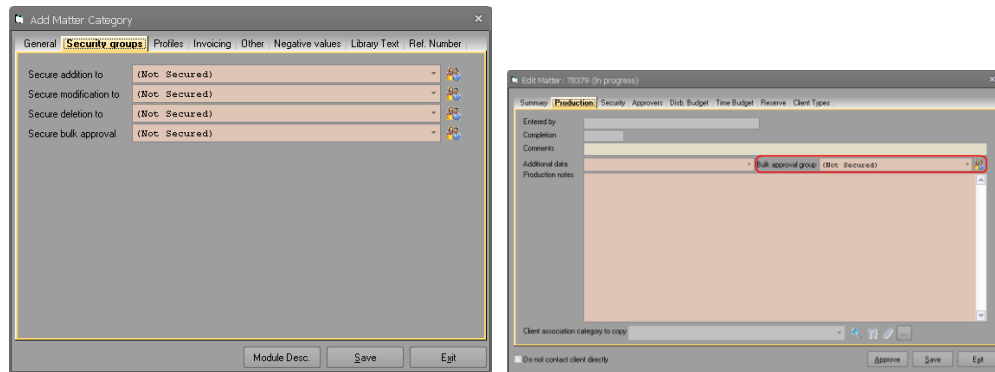 Add Matter Category
General Security groups Profiles Invoicing Other Negative values Library Text Ref. Number
Secure addition to (Not Secured)
Secure modification to (Not Secured)
Secure deletion to (Not Secured)
Secure bulk approval (Not Secured)
Module Desc. Save Exit
Edit Matter : 78379 (In progress)
Summary Production Security Approvers Disb. Budget Time Budget Reserve Client Types
Entered by
Completion
Comments
Additional data Bulk approval group (Not Secured)
Production notes
Client association category to copy ...
Do not contact client directly Approve Save Exit